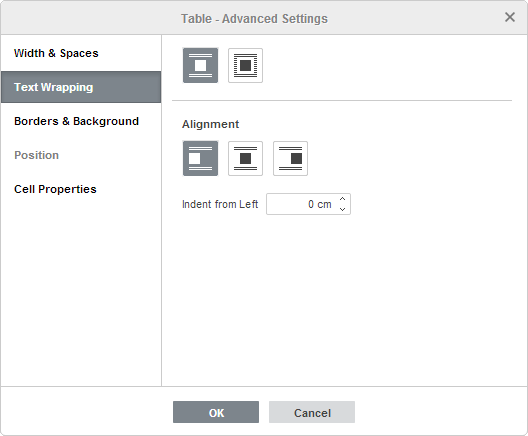 Table - Advanced Settings
Width & Spaces
Text Wrapping
Borders & Background
Position
Cell Properties
Alignment
Indent from Left 0 cm
OK Cancel